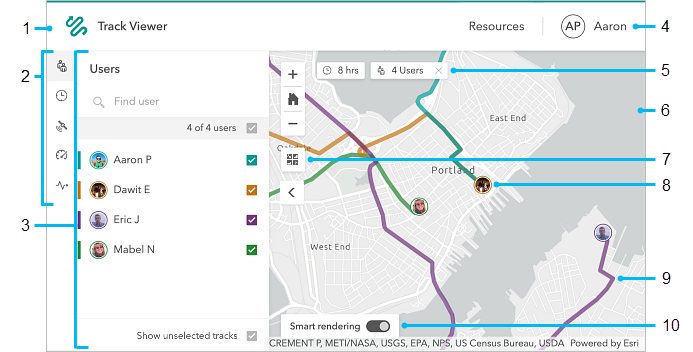 1
Track Viewer
Resources
AP
Aaron
4
2
Users
Find user
4 of 4 users
Aaron P
Dawit E
Eric J
Mabel N
3
Show unselected tracks
8 hrs
4 Users
5
6
East End
7
Portland
8
West End
9
Smart rendering
10
CREMENT P, METI/NASA, USGS, EPA, NPS, US Census Bureau, USDA Powered by Esri